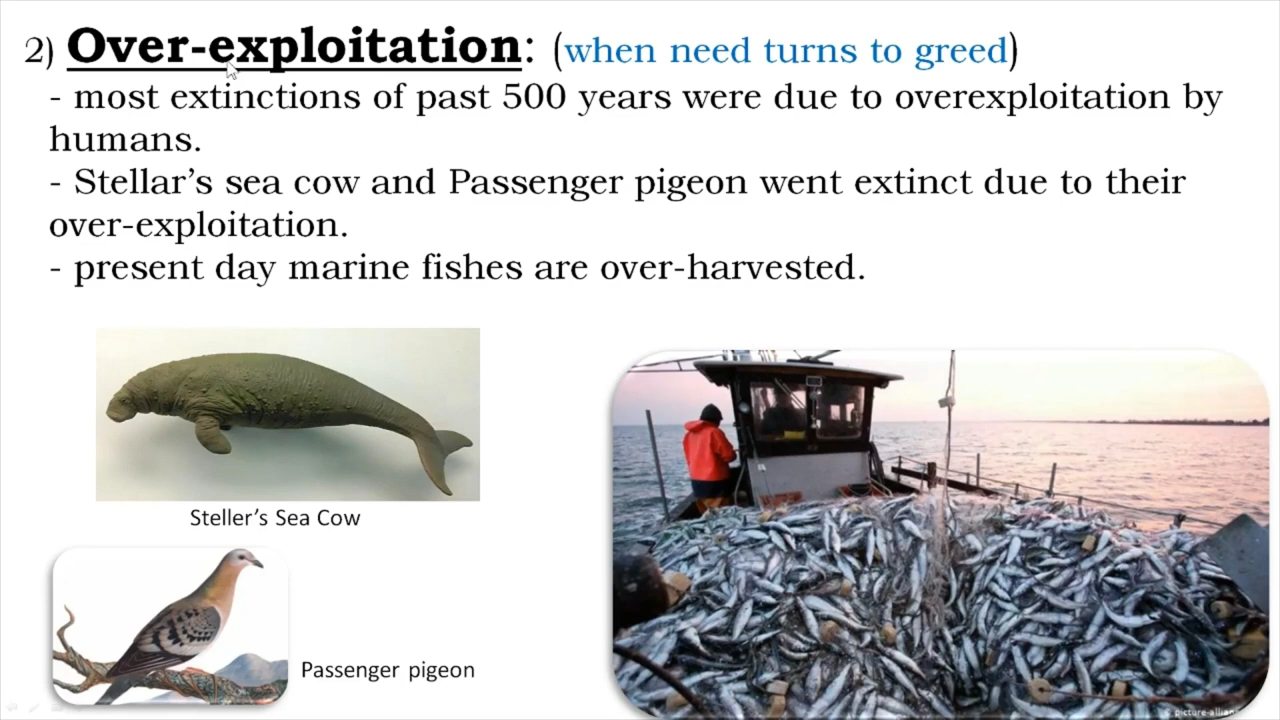 2) Over-exploitation: (when need turns to greed)
- most extinctions of past 500 years were due to overexploitation by
humans.
- Stellar's sea cow and Passenger pigeon went extinct due to their
over-exploitation.
- present day marine fishes are over-harvested.
Steller's Sea Cow
Passenger pigeon